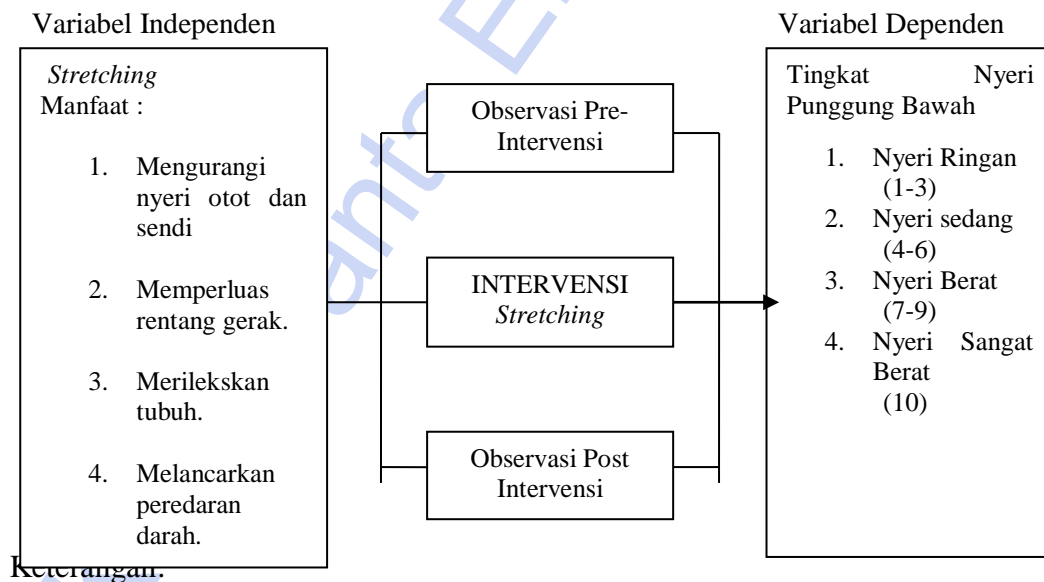 Variabel Independen
Stretching
Manfaat :
1. Mengurangi
nyeri otot dan
sendi
2. Memperluas
rentang gerak.
3. Merilekskan
tubuh.
4. Melancarkan
peredaran
darah.
Observasi Pre-
Intervensi
INTERVENSI
Stretching
Observasi Post
Intervensi
Variabel Dependen
Tingkat Nyeri
Punggung Bawah
1. Nyeri Ringan
(1-3)
2. Nyeri sedang
(4-6)
3. Nyeri Berat
(7-9)
4. Nyeri Sangat
Berat
(10)
Keterangan: